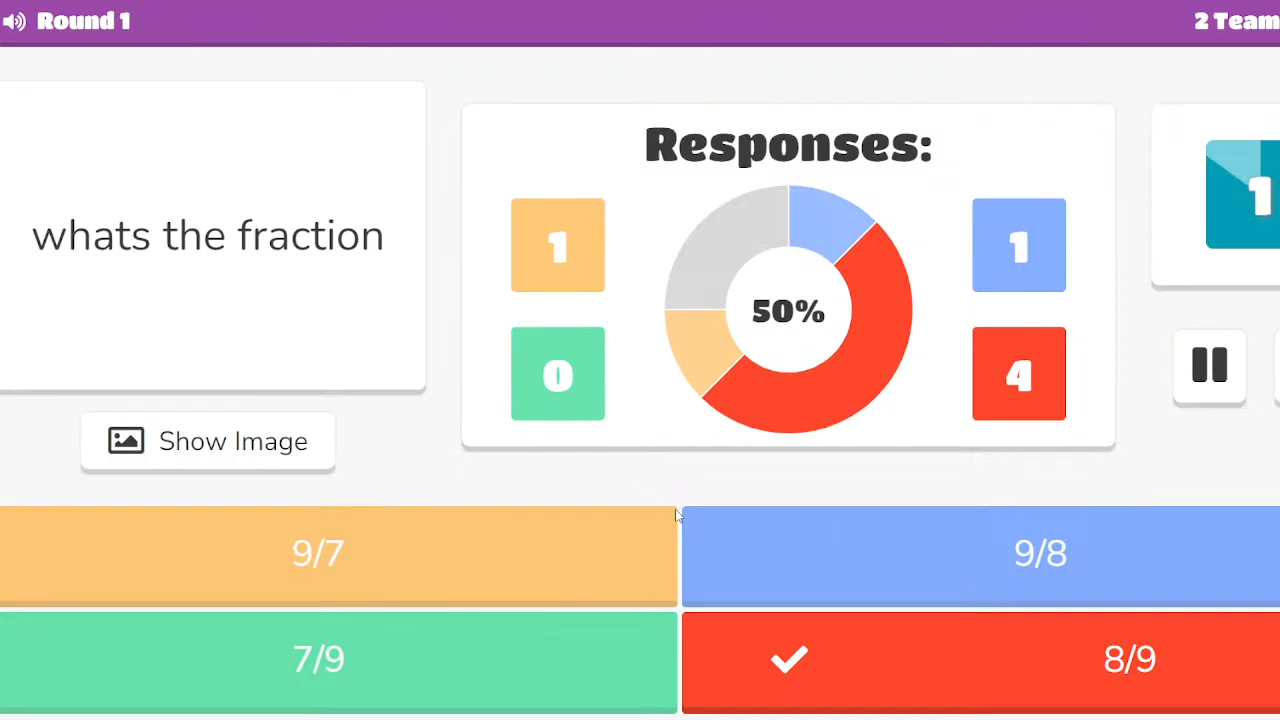 Round 1
2 Team
whats the fraction
Show Image
Responses:
1
1
50%
0
4
1
9/7
9/8
7/9
8/9